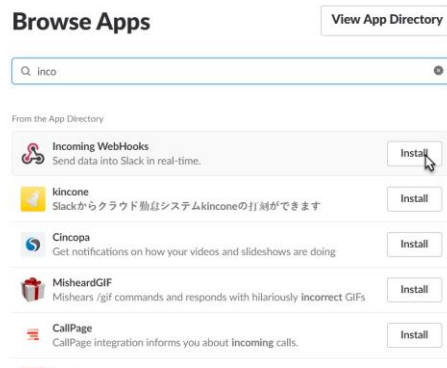 Browse Apps
View App Directory
inco
From the App Directory
Incoming WebHooks
Send data into Slack in real-time.
Install
kincone
Slackからクラウド勤怠システムkinconeの打刻ができます
Install
Cincopa
Get notifications on how your videos and slideshows are doing
Install
MisheardGIF
Mishears /gif commands and responds with hilariously incorrect GIFs
Install
CallPage
CallPage integration informs you about incoming calls.
Install